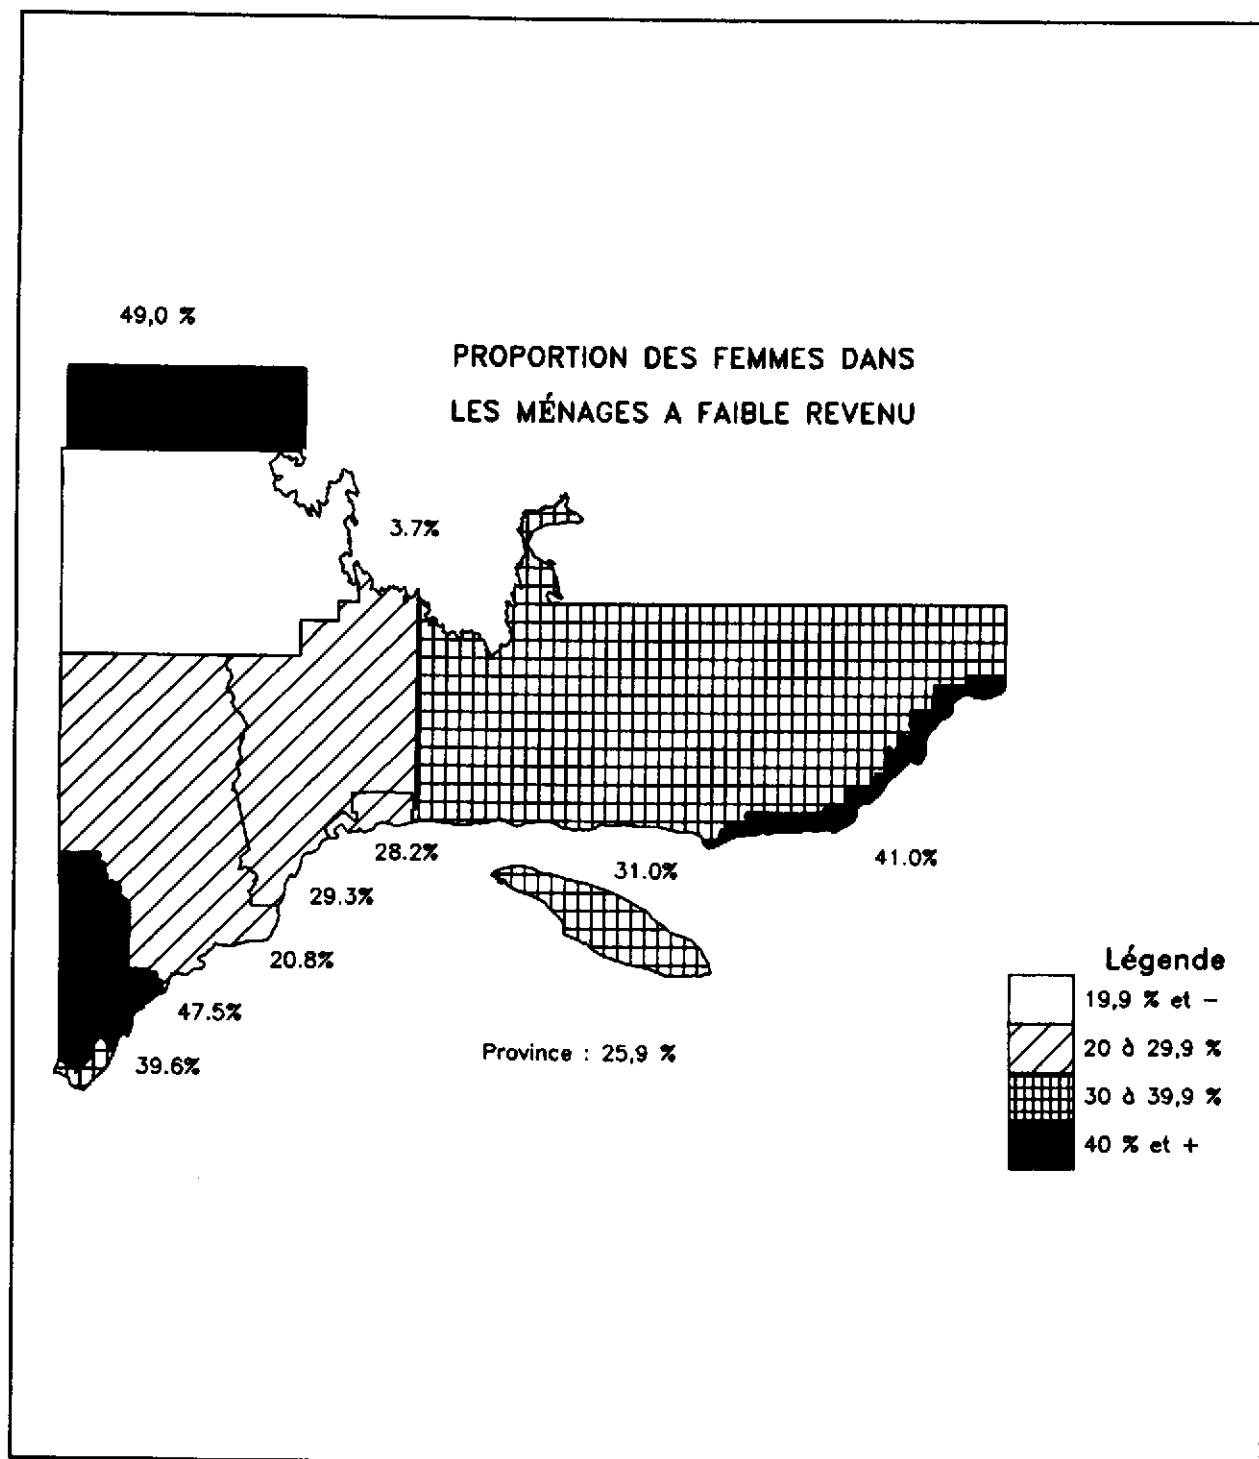 49,0 %
PROPORTION DES FEMMES DANS
LES MÉNAGES A FAIBLE REVENU
3.7%
28.2%
31.0%
41.0%
29.3%
20.8%
47.5%
39.6%
Province : 25,9 %
Légende
19,9 % et -
20 à 29,9 %
30 à 39,9 %
40 % et +